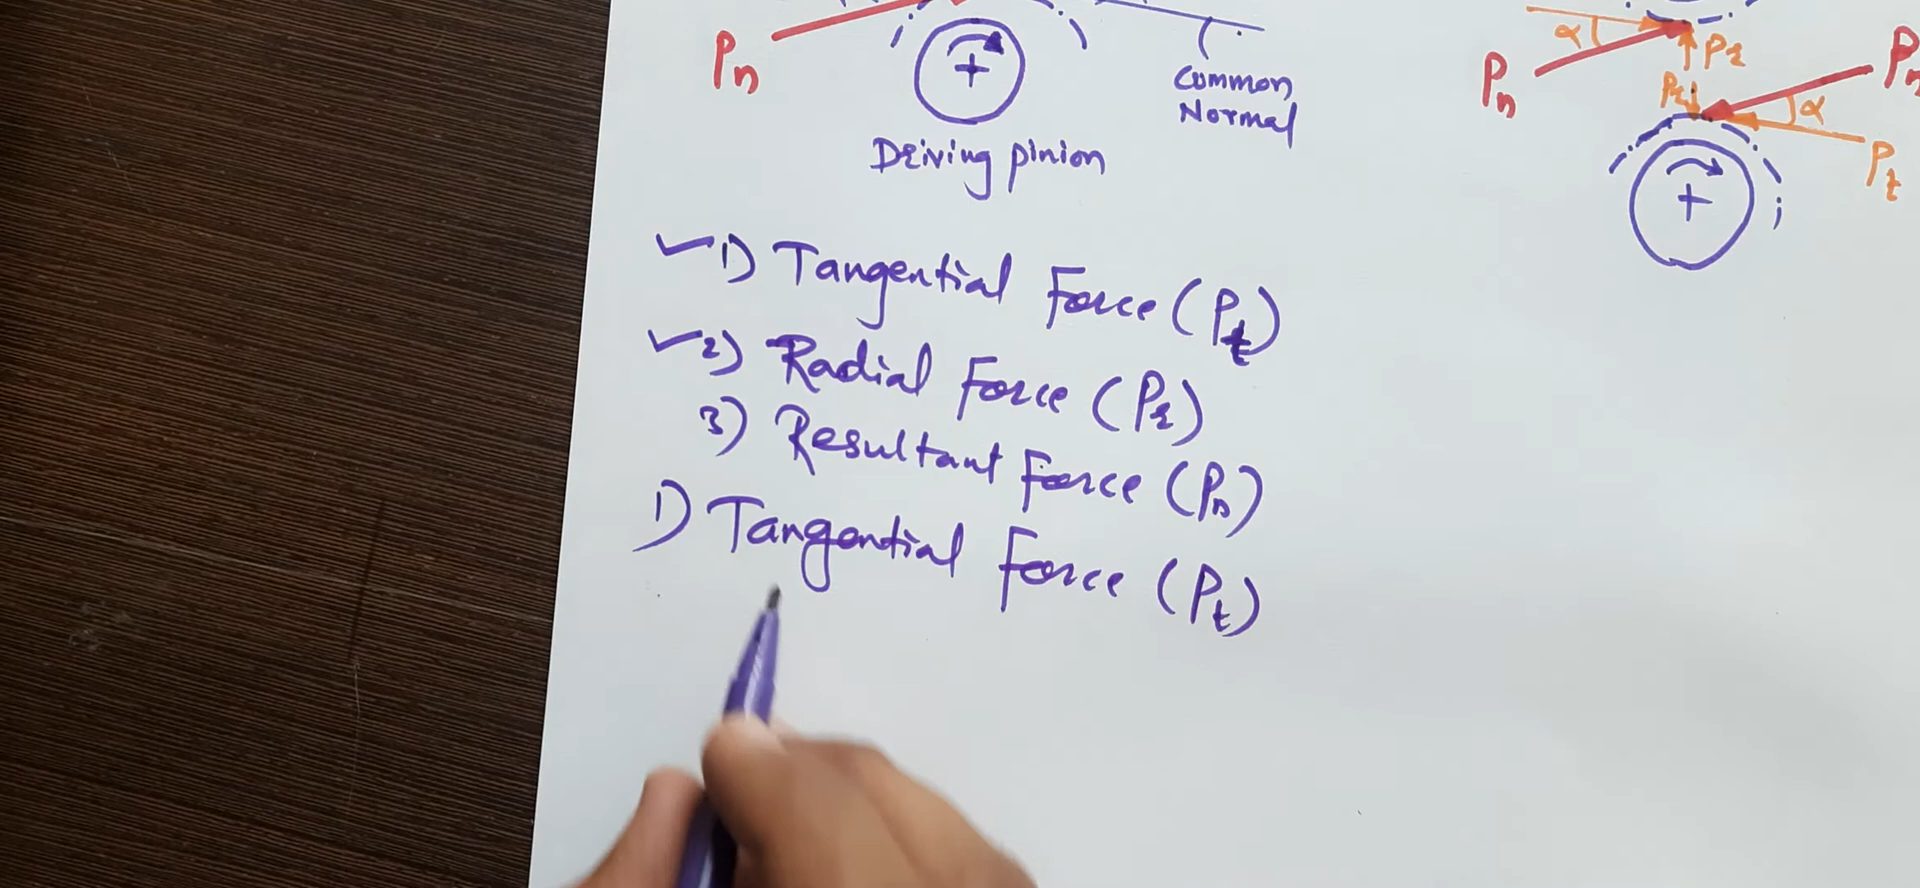 Pn
Common
Normal
Driving pinion
α
Pr
Pn
Pn
Pr
α
Pt
1) Tangential Force (Pt)
2) Radial Force (Pr)
3) Resultant Force (Pn)
1) Tangential Force (Pt)